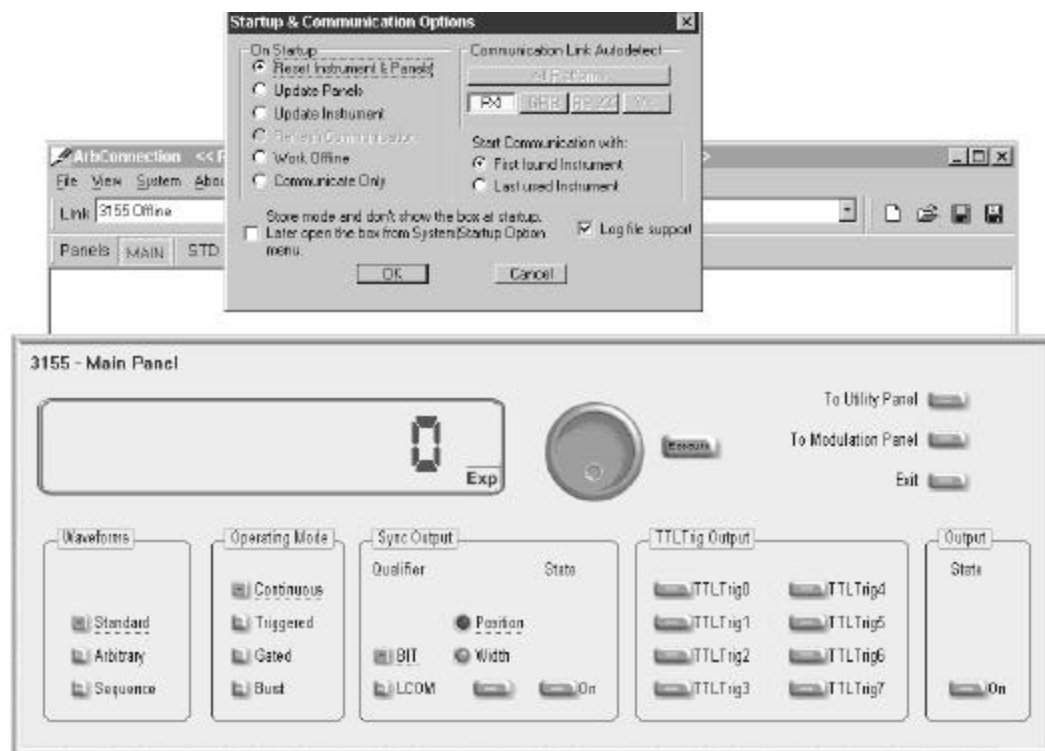 Startup & Communication Options
On Startup
Reset Instrument & Panels
Update Panels
Update Instrument
Work Offline
Communicate Only
Communication Link Autodetect
PXI
Start Communication with:
First found Instrument
Last used Instrument
Store mode and don't show the box at startup.
Later open the box from System/Startup Option
menu.
Log file support
OK
Cancel
ArbConnection <<
File View System
Link 3155 Offline
Panels MAIN STD
3155 - Main Panel
0
Exp
Execute
To Utility Panel
To Modulation Panel
Exit
Waveforms
Standard
Arbitrary
Sequence
Operating Mode
Continuous
Triggered
Gated
Burst
Sync Output
Qualifier
State
Position
BIT
Width
LCOM
On
TTLTrig Output
TTLTrig0
TTLTrig4
TTLTrig1
TTLTrig5
TTLTrig2
TTLTrig6
TTLTrig3
TTLTrig7
Output
State
On